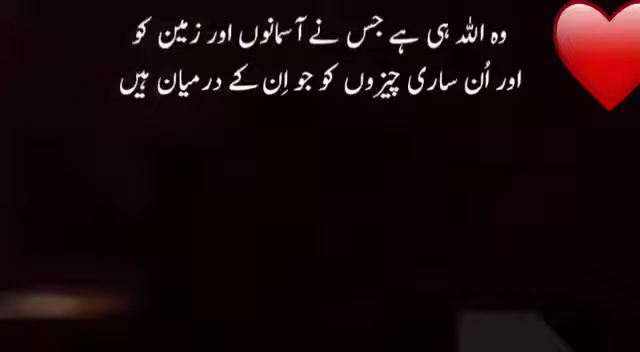 وہ اللہ ہی ہے جس نے آسمانوں اور زمین کو
اور اُن ساری چیزوں کو جو اِن کے درمیان ہیں